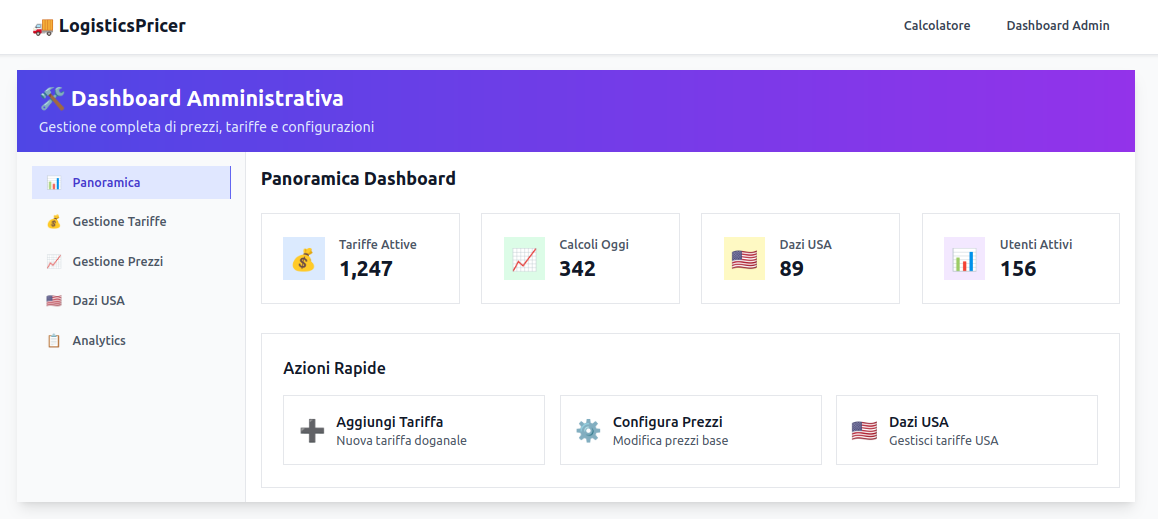 🚚 LogisticsPricer
Calcolatore
Dashboard Admin
🛠️ Dashboard Amministrativa
Gestione completa di prezzi, tariffe e configurazioni
📊 Panoramica
💰 Gestione Tariffe
📈 Gestione Prezzi
🇺🇸 Dazi USA
📋 Analytics
Panoramica Dashboard
💰 Tariffe Attive
1,247
📈 Calcoli Oggi
342
🇺🇸 Dazi USA
89
📊 Utenti Attivi
156
Azioni Rapide
➕ Aggiungi Tariffa
Nuova tariffa doganale
⚙️ Configura Prezzi
Modifica prezzi base
🇺🇸 Dazi USA
Gestisci tariffe USA